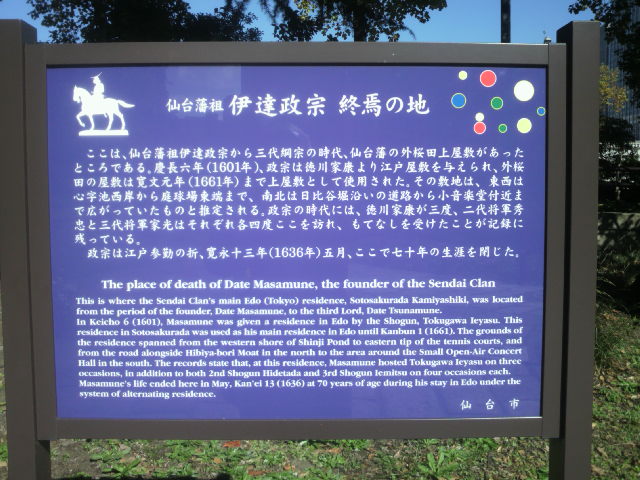 仙台藩祖 伊達政宗 終焉の地
ここは、仙台藩祖伊達政宗から三代綱宗の時代、仙台藩の外桜田上屋敷があった
ところである。慶長六年(1601年)、政宗は徳川家康より江戸屋敷を与えられ、外桜
田の屋敷は寛文元年(1661年)まで上屋敷として使用された。その敷地は、東西は
心字池西岸から庭球場東端まで、南北は日比谷堀沿いの道路から小音楽堂付近ま
で広がっていたものと推定される。政宗の時代には、徳川家康が三度、二代将軍秀
忠と三代将軍家光はそれぞれ各四度ここを訪れ、もてなしを受けたことが記録に
残っている。
政宗は江戸参勤の折、寛永十三年(1636年)五月、ここで七十年の生涯を閉じた。
The place of death of Date Masamune, the founder of the Sendai Clan
This is where the Sendai Clan's main Edo (Tokyo) residence, Sotosakurada Kamiyashiki, was located
from the period of the founder, Date Masamune, to the third Lord, Date Tsunamune.
In Keicho 6 (1601), Masamune was given a residence in Edo by the Shogun, Tokugawa Ieyasu. This
residence in Sotosakurada was used as his main residence in Edo until Kanbun 1 (1661). The grounds of
the residence spanned from the western shore of Shinji Pond to eastern tip of the tennis courts, and
from the road alongside Hibiya-bori Moat in the north to the area around the Small Open-Air Concert
Hall in the south. The records state that, at this residence, Masamune hosted Tokugawa Ieyasu on three
occasions, in addition to both 2nd Shogun Hidetada and 3rd Shogun Iemitsu on four occasions each.
Masamune's life ended here in May, Kan'ei 13 (1636) at 70 years of age during his stay in Edo under the
system of alternating residence.
仙台市